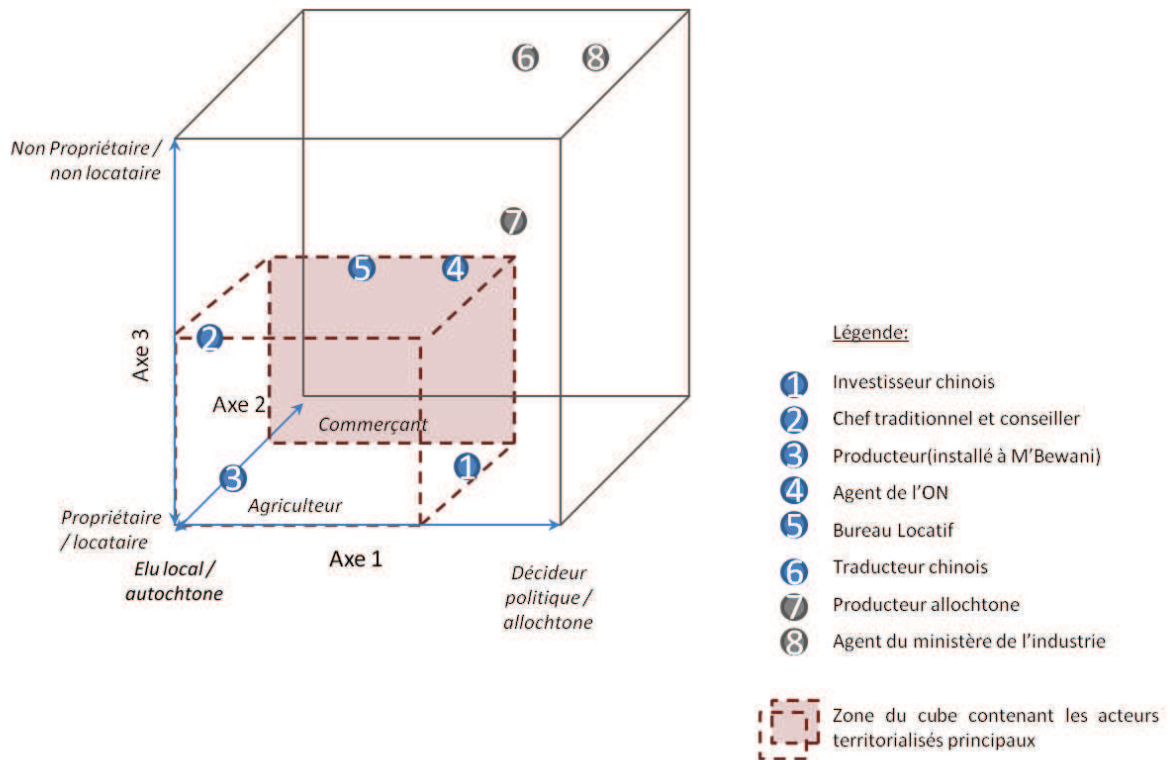 6 8
Non Propriétaire /
non locataire
7
5 4
2
Axe 3
Axe 2
Commerçant
3
1
Agriculteur
Propriétaire
/ locataire
Axe 1
Elu local /
autochtone
Décideur
politique /
allochtone
Légende:
1 Investisseur chinois
2 Chef traditionnel et conseiller
3 Producteur(installé à M'Bewani)
4 Agent de l'ON
5 Bureau Locatif
6 Traducteur chinois
7 Producteur allochtone
8 Agent du ministère de l'industrie
Zone du cube contenant les acteurs
territorialisés principaux